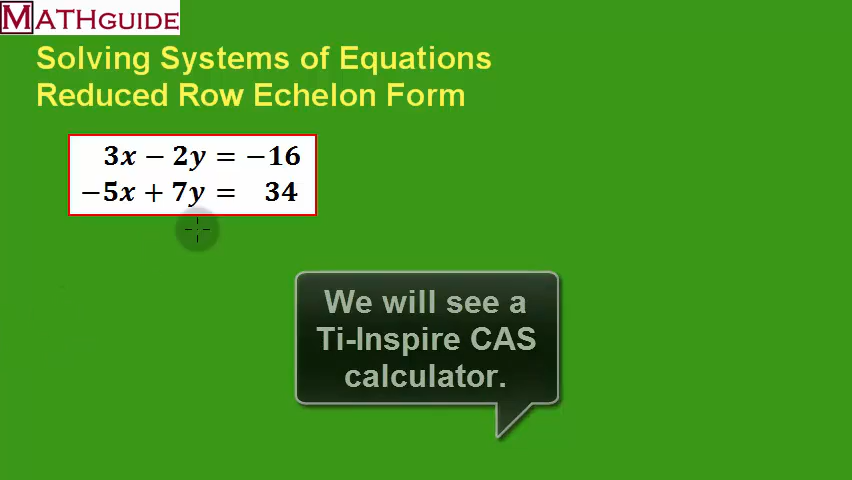 MATHGUIDE
Solving Systems of Equations
Reduced Row Echelon Form
3x − 2y = −16
−5x + 7y = 34
We will see a
Ti-Inspire CAS
calculator.